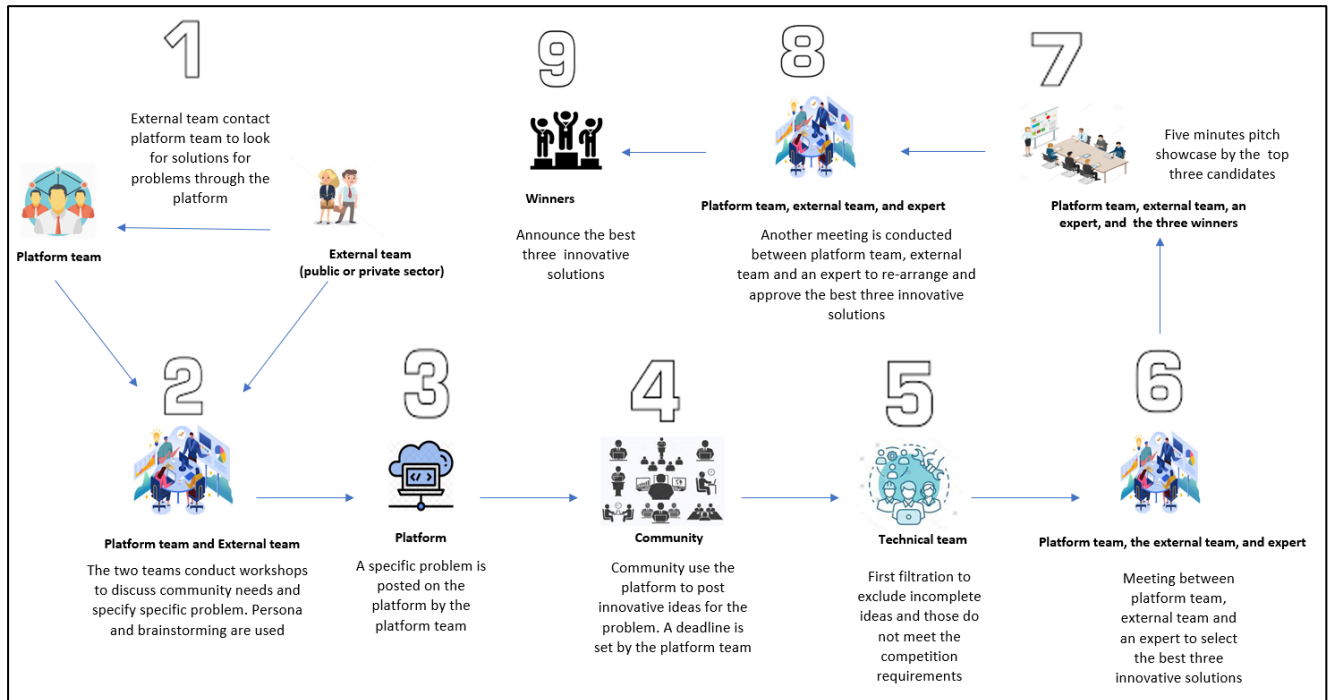 1
External team contact
platform team to look
for solutions for
problems through the
platform
Platform team
External team
(public or private sector)
2
Platform team and External team
The two teams conduct workshops
to discuss community needs and
specify specific problem. Persona
and brainstorming are used
3
Platform
A specific problem is
posted on the
platform by the
platform team
4
Community
Community use the
platform to post
innovative ideas for the
problem. A deadline is
set by the platform team
5
Technical team
First filtration to
exclude incomplete
ideas and those do
not meet the
competition
requirements
6
Platform team, the external team, and expert
Meeting between
platform team,
external team and
an expert to select
the best three
innovative solutions
7
Five minutes pitch
showcase by the top
three candidates
Platform team, external team, an
expert, and the three winners
8
Platform team, external team, and expert
Another meeting is conducted
between platform team, external
team and an expert to re-arrange and
approve the best three innovative
solutions
9
Winners
Announce the best
three innovative
solutions